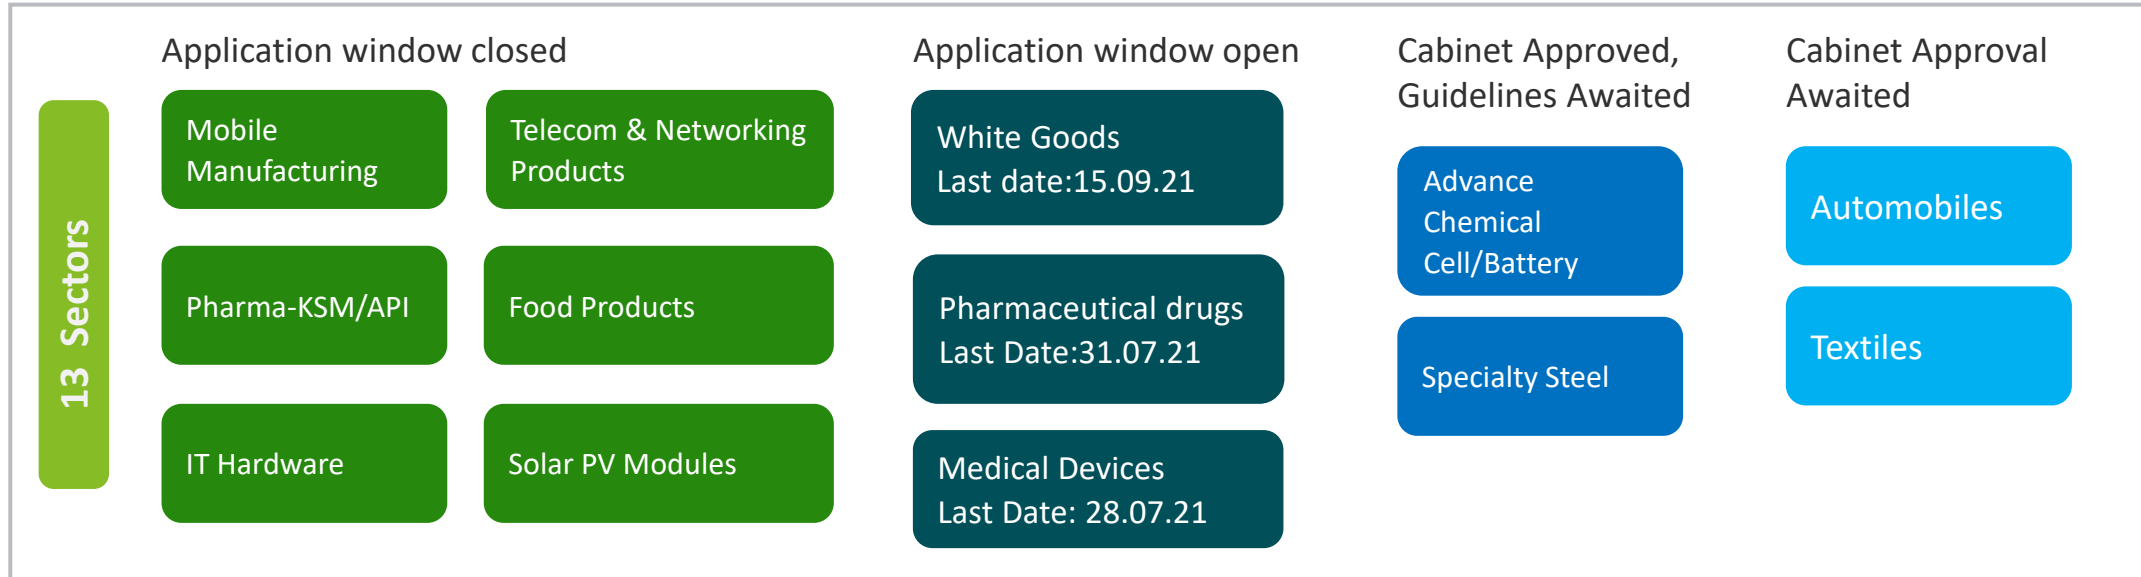 13 Sectors
Application window closed
Mobile
Manufacturing
Telecom & Networking
Products
Pharma-KSM/API
Food Products
IT Hardware
Solar PV Modules
Application window open
White Goods
Last date:15.09.21
Pharmaceutical drugs
Last Date:31.07.21
Medical Devices
Last Date: 28.07.21
Cabinet Approved,
Guidelines Awaited
Advance
Chemical
Cell/Battery
Specialty Steel
Cabinet Approval
Awaited
Automobiles
Textiles